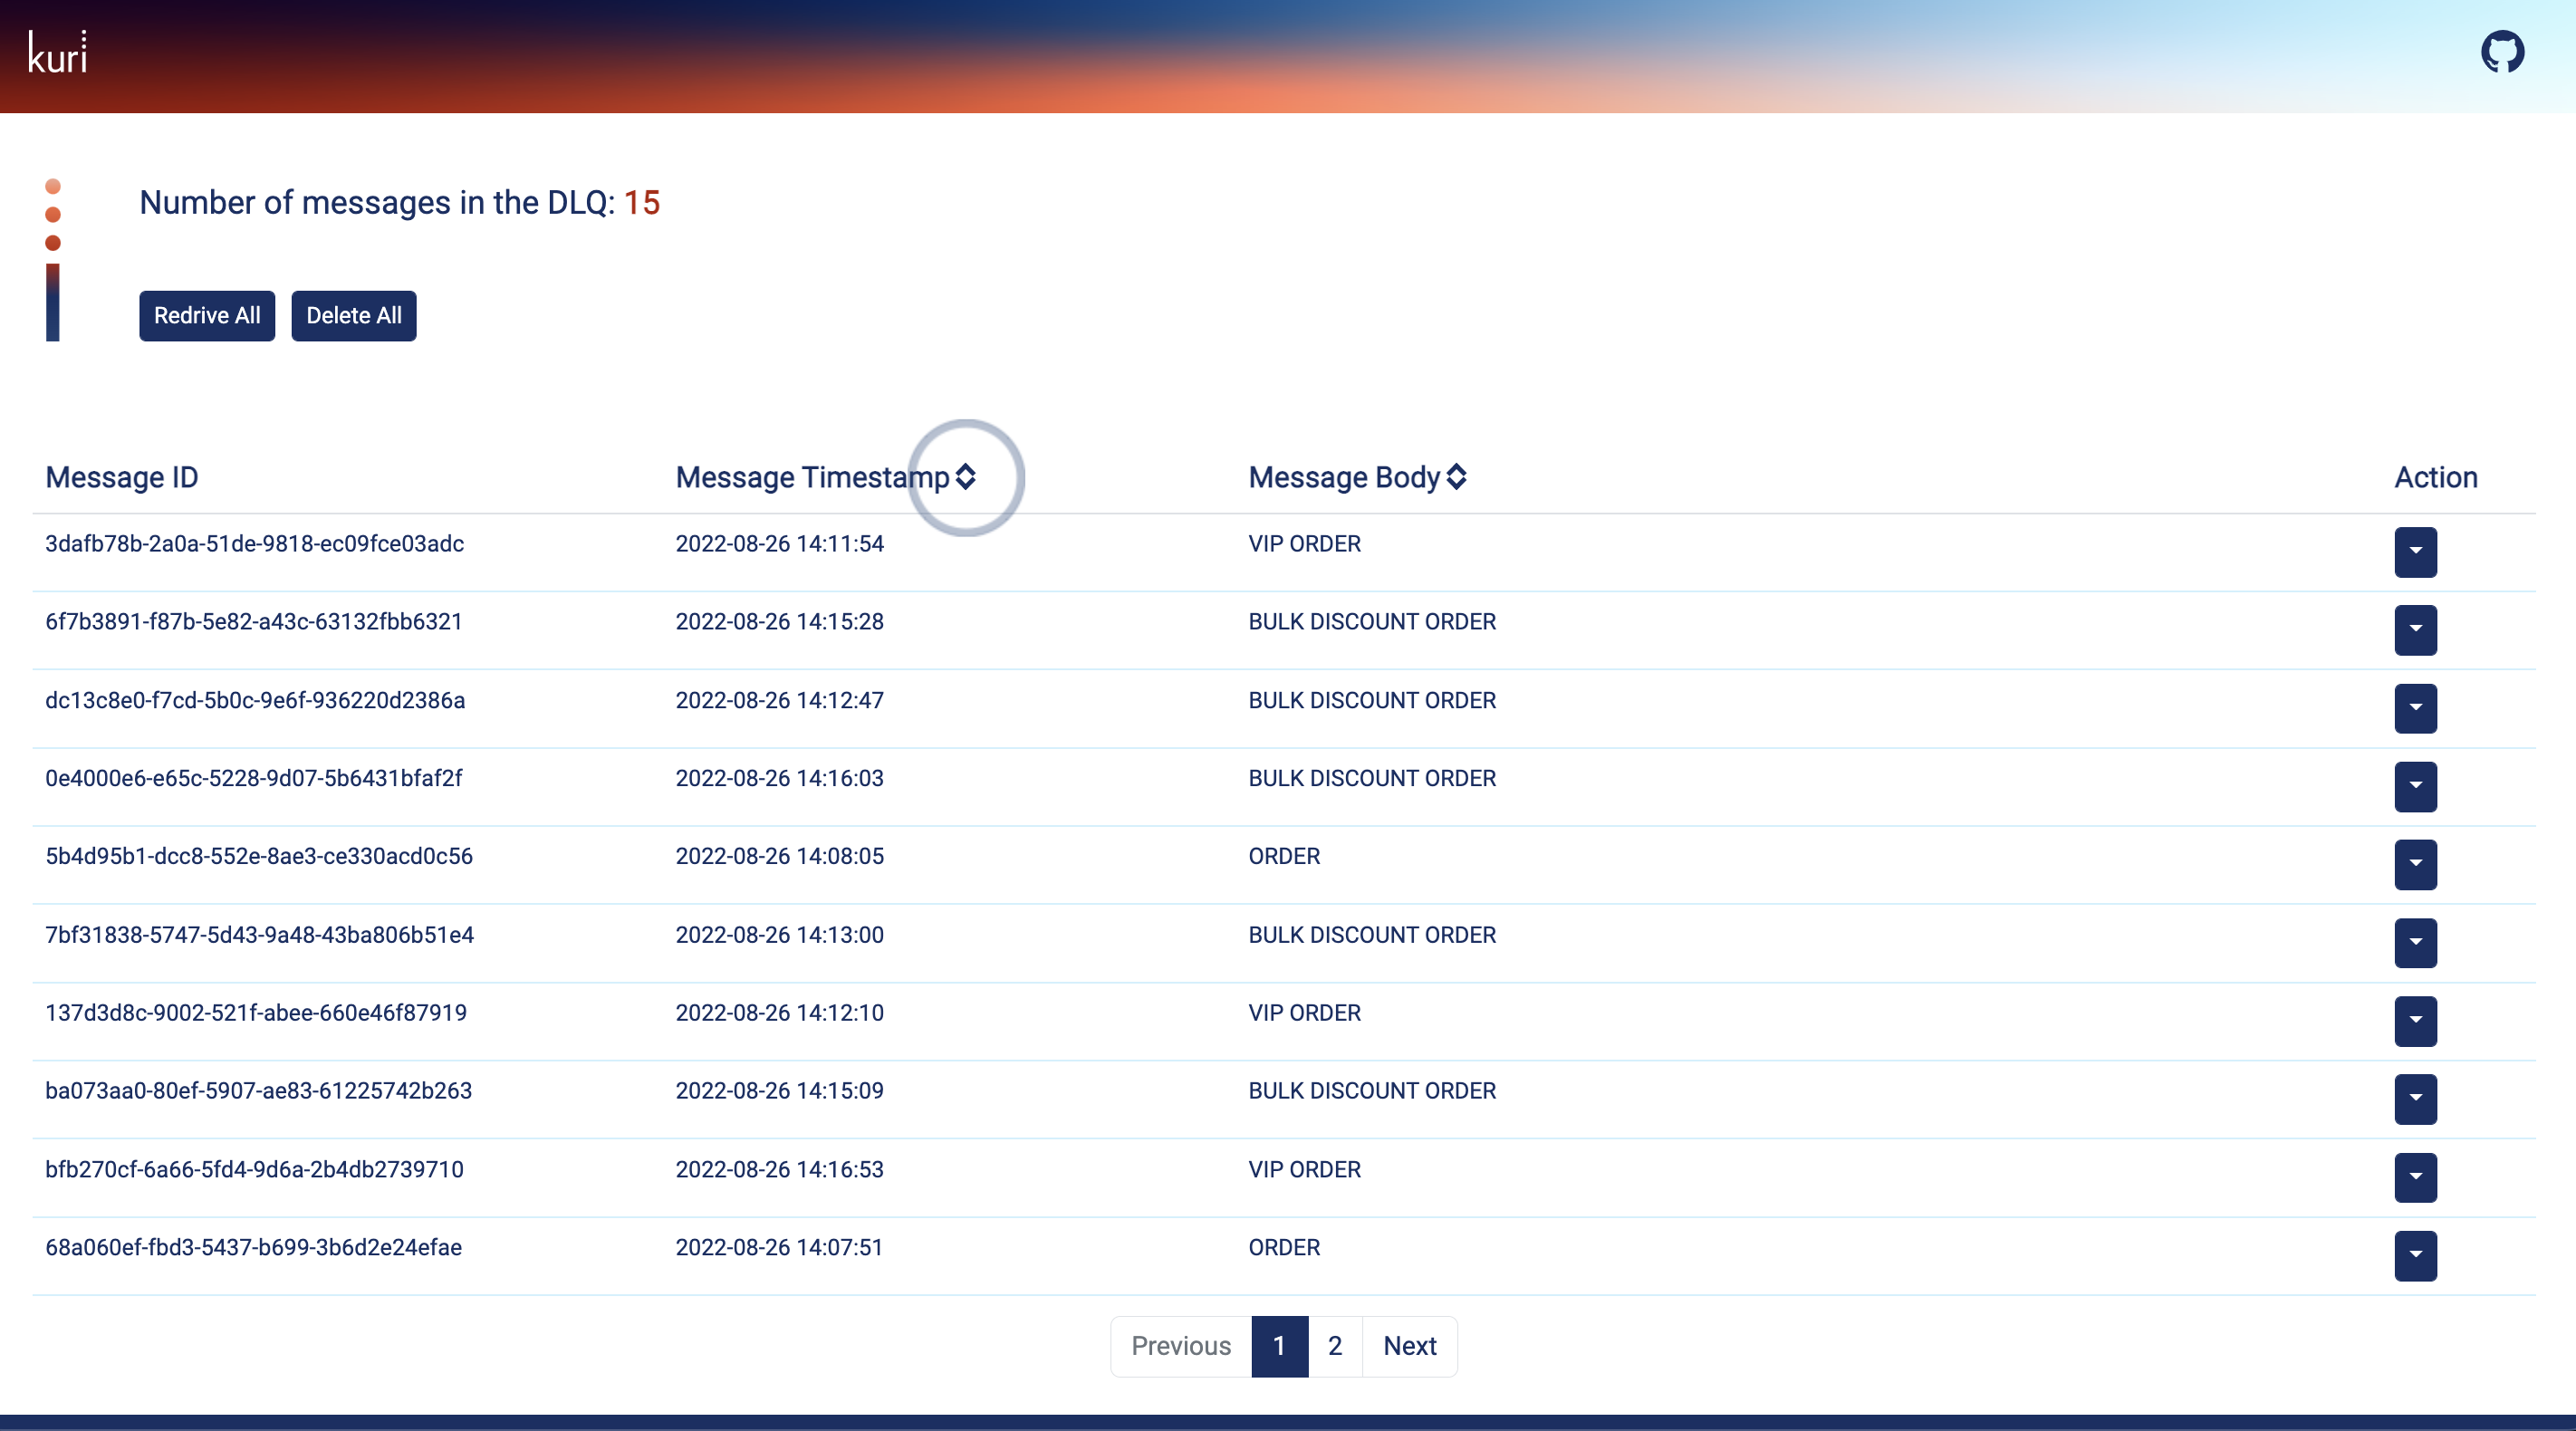 kuri
Number of messages in the DLQ: 15
Redrive All Delete All
Message ID Message Timestamp Message Body Action
3dafb78b-2a0a-51de-9818-ec09fce03adc 2022-08-26 14:11:54 VIP ORDER
6f7b3891-f87b-5e82-a43c-63132fbb6321 2022-08-26 14:15:28 BULK DISCOUNT ORDER
dc13c8e0-f7cd-5b0c-9e6f-936220d2386a 2022-08-26 14:12:47 BULK DISCOUNT ORDER
0e4000e6-e65c-5228-9d07-5b6431bfaf2f 2022-08-26 14:16:03 BULK DISCOUNT ORDER
5b4d95b1-dcc8-552e-8ae3-ce330acd0c56 2022-08-26 14:08:05 ORDER
7bf31838-5747-5d43-9a48-43ba806b51e4 2022-08-26 14:13:00 BULK DISCOUNT ORDER
137d3d8c-9002-521f-abee-660e46f87919 2022-08-26 14:12:10 VIP ORDER
ba073aa0-80ef-5907-ae83-61225742b263 2022-08-26 14:15:09 BULK DISCOUNT ORDER
bfb270cf-6a66-5fd4-9d6a-2b4db2739710 2022-08-26 14:16:53 VIP ORDER
68a060ef-fbd3-5437-b699-3b6d2e24efae 2022-08-26 14:07:51 ORDER
Previous 1 2 Next